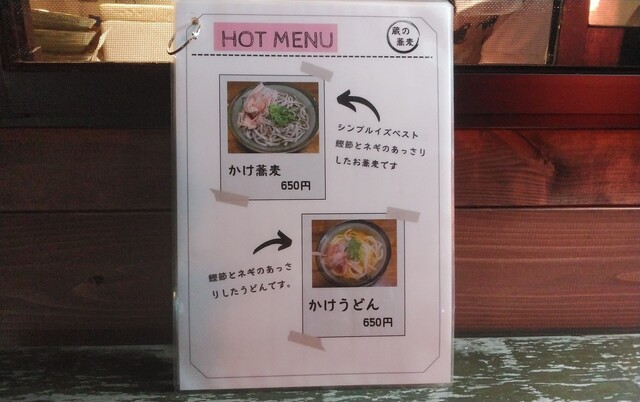 HOT MENU
蔵の
蕎麦
シンプルイズベスト
鰹節とネギのあっさり
したお蕎麦です
かけ蕎麦
650円
鰹節とネギのあっさ
りしたうどんです。
かけうどん
650円